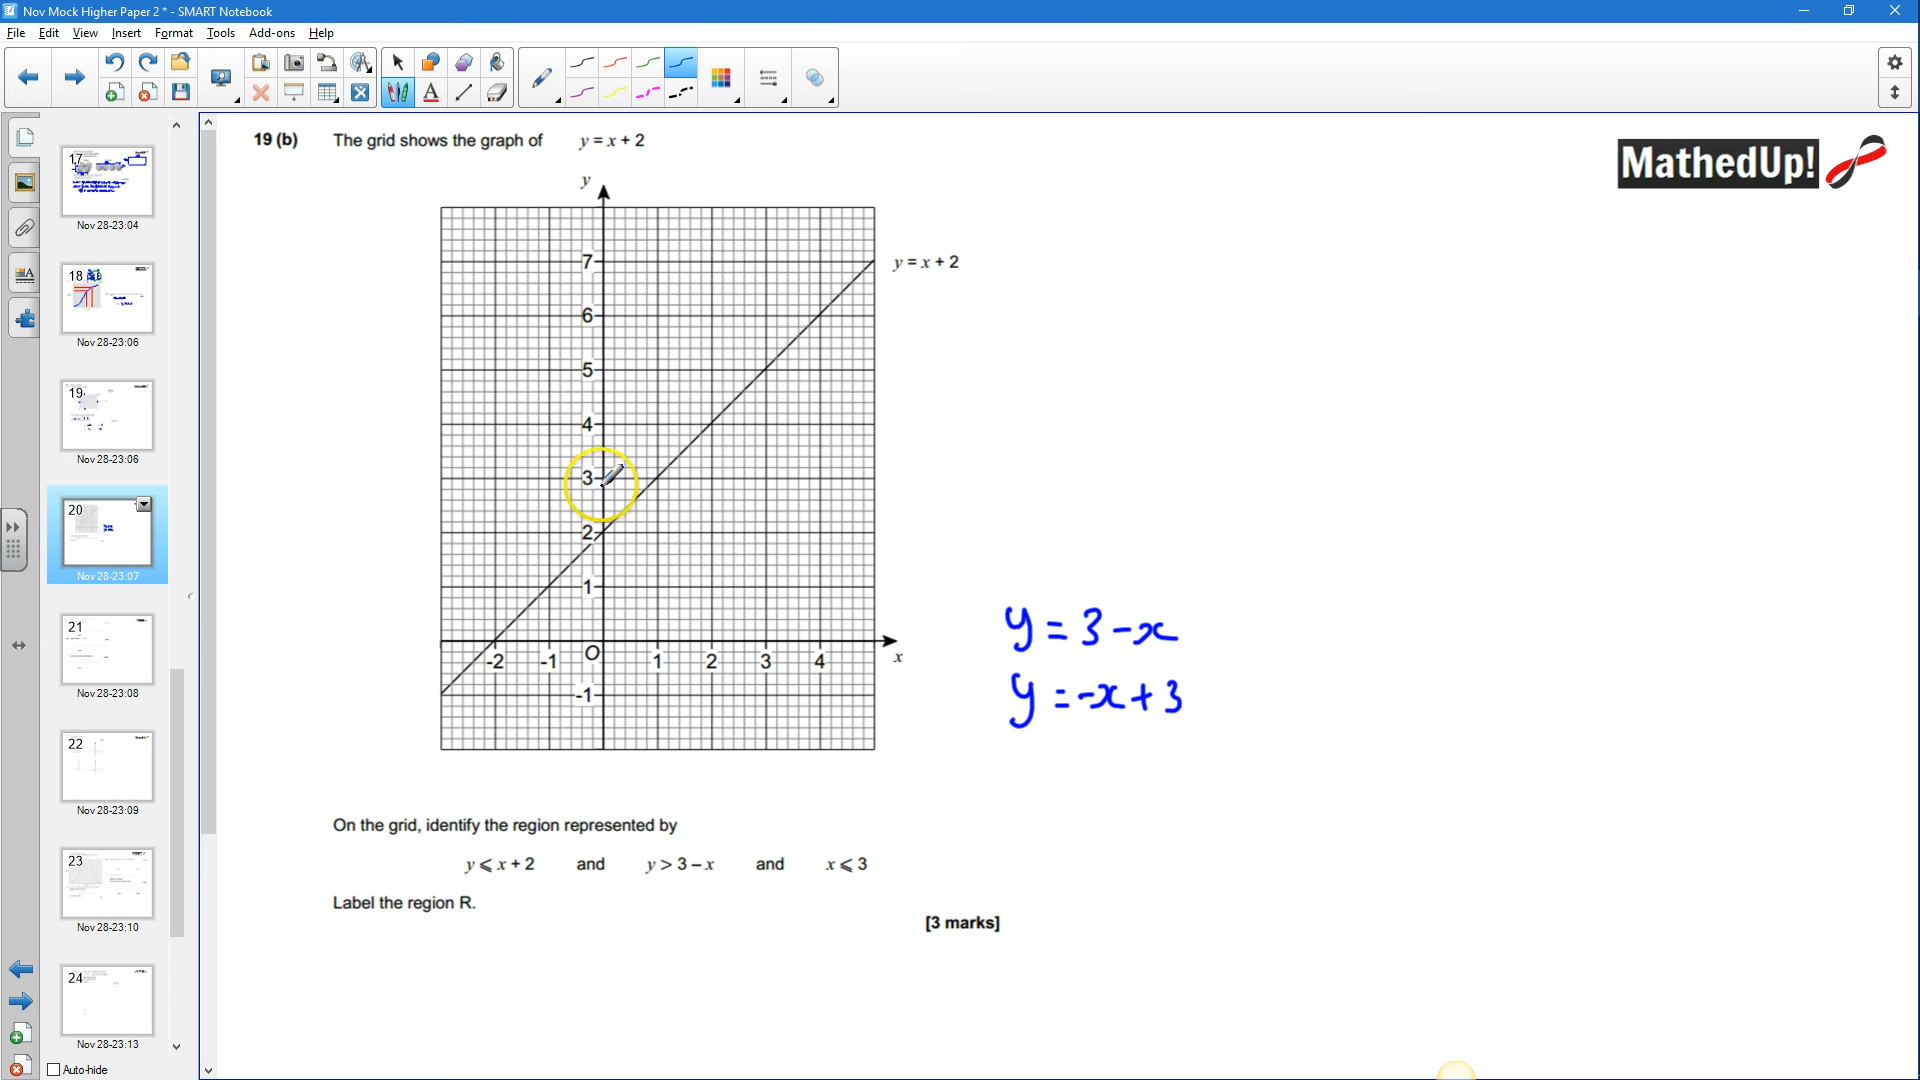 Nov Mock Higher Paper 2 * - SMART Notebook
File Edit View Insert Format Tools Add-ons Help
17
Nov 28-23:04
18
Nov 28-23:06
19
Nov 28-23:06
20
Nov 28-23:07
21
Nov 28-23:08
22
Nov 28-23:09
23
Nov 28-23:10
24
Nov 28-23:13
Auto-hide
19 (b) The grid shows the graph of y = x + 2
MathedUp!
y
7
y = x + 2
6
5
4
3
2
1
-2 -1 O 1 2 3 4 x
-1
y = 3 - x
y = -x + 3
On the grid, identify the region represented by
y ⩽ x + 2 and y > 3 – x and x ⩽ 3
Label the region R.
[3 marks]